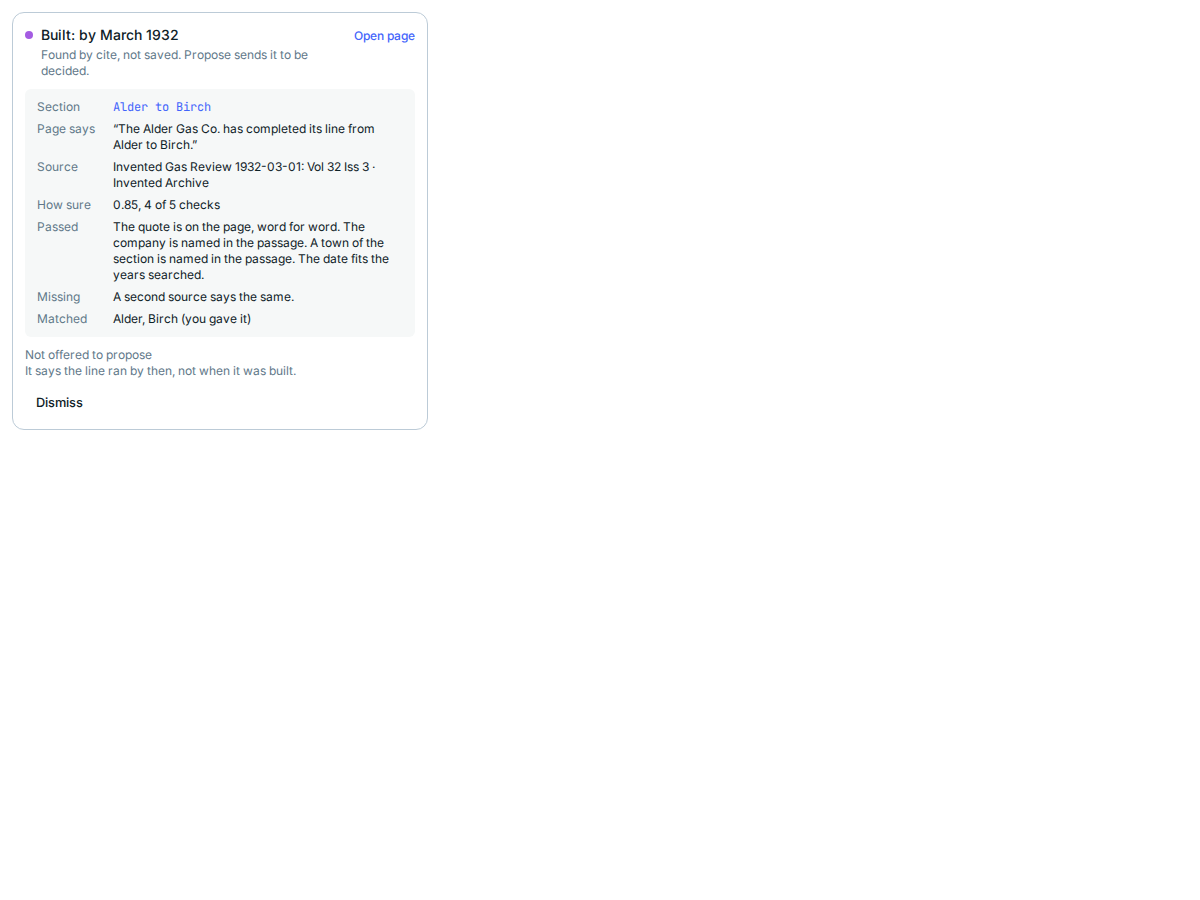 Built: by March 1932
Open page
Found by cite, not saved. Propose sends it to be
decided.
Section Alder to Birch
Page says “The Alder Gas Co. has completed its line from
Alder to Birch.”
Source Invented Gas Review 1932-03-01: Vol 32 Iss 3 ·
Invented Archive
How sure 0.85, 4 of 5 checks
Passed The quote is on the page, word for word. The
company is named in the passage. A town of the
section is named in the passage. The date fits the
years searched.
Missing A second source says the same.
Matched Alder, Birch (you gave it)
Not offered to propose
It says the line ran by then, not when it was built.
Dismiss